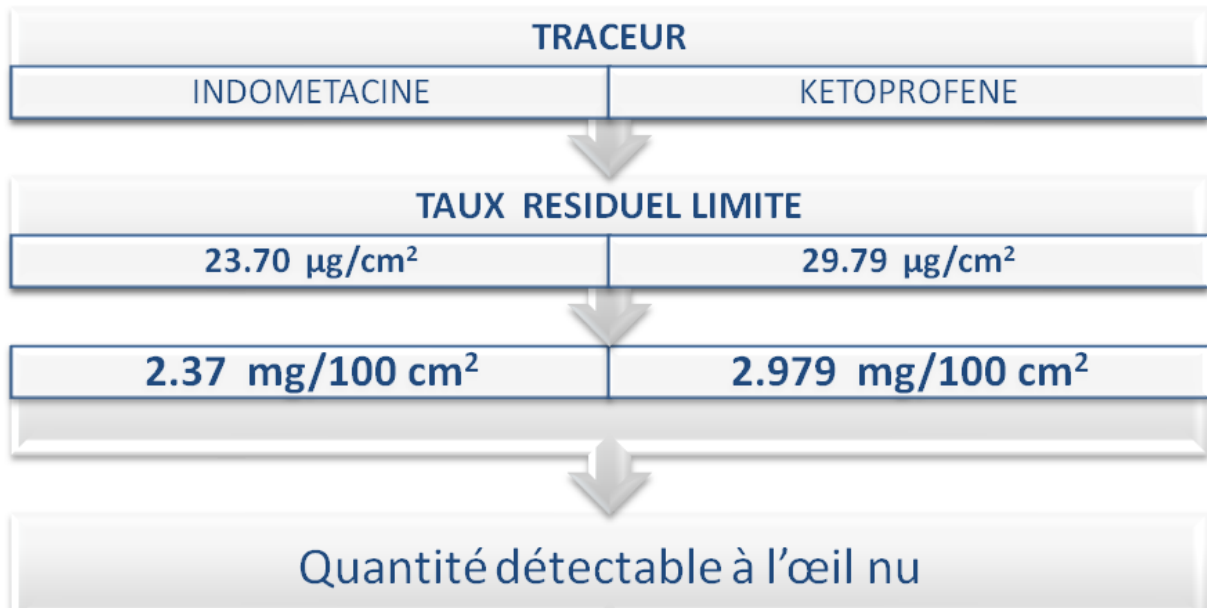 TRACEUR
INDOMETACINE KETOPROFENE
TAUX RESIDUEL LIMITE
23.70 µg/cm² 29.79 µg/cm²
2.37 mg/100 cm² 2.979 mg/100 cm²
Quantité détectable à l'œil nu